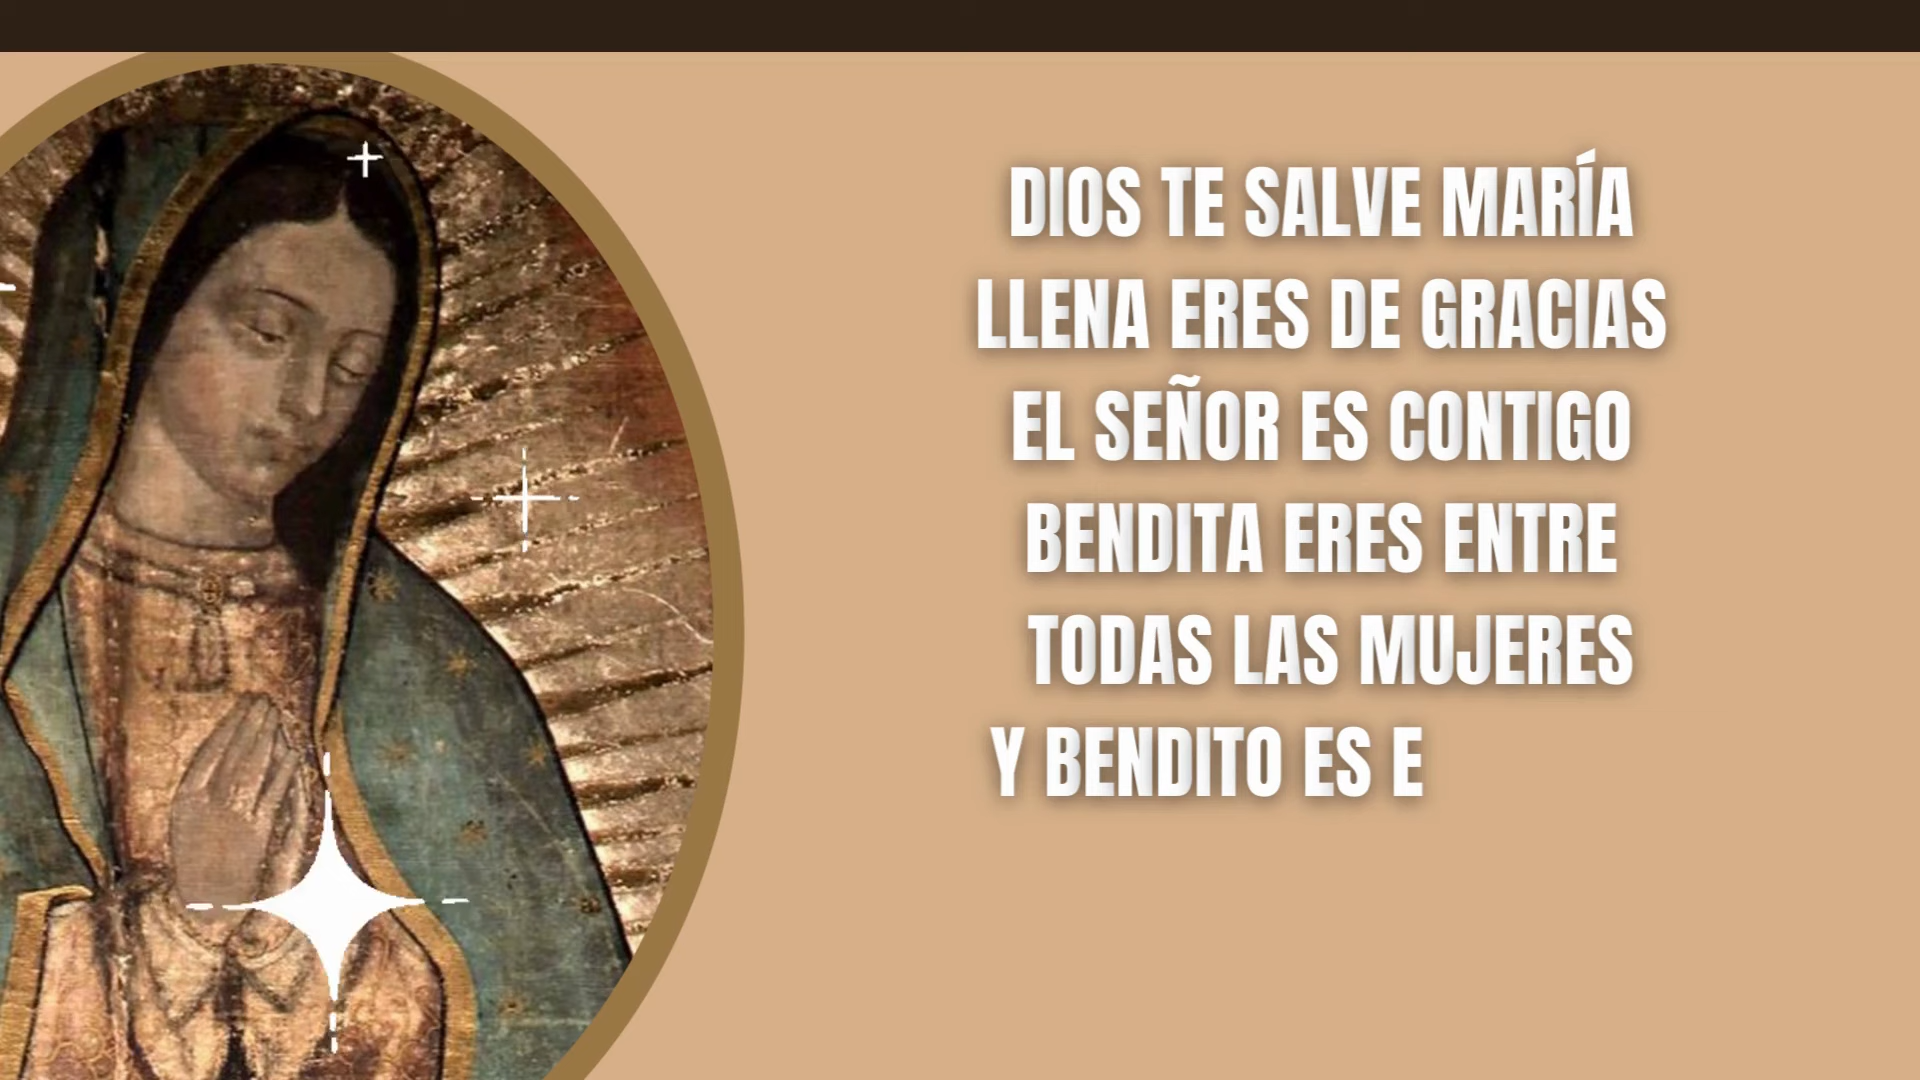 DIOS TE SALVE MARÍA
LLENA ERES DE GRACIAS
EL SEÑOR ES CONTIGO
BENDITA ERES ENTRE
TODAS LAS MUJERES
Y BENDITO ES E